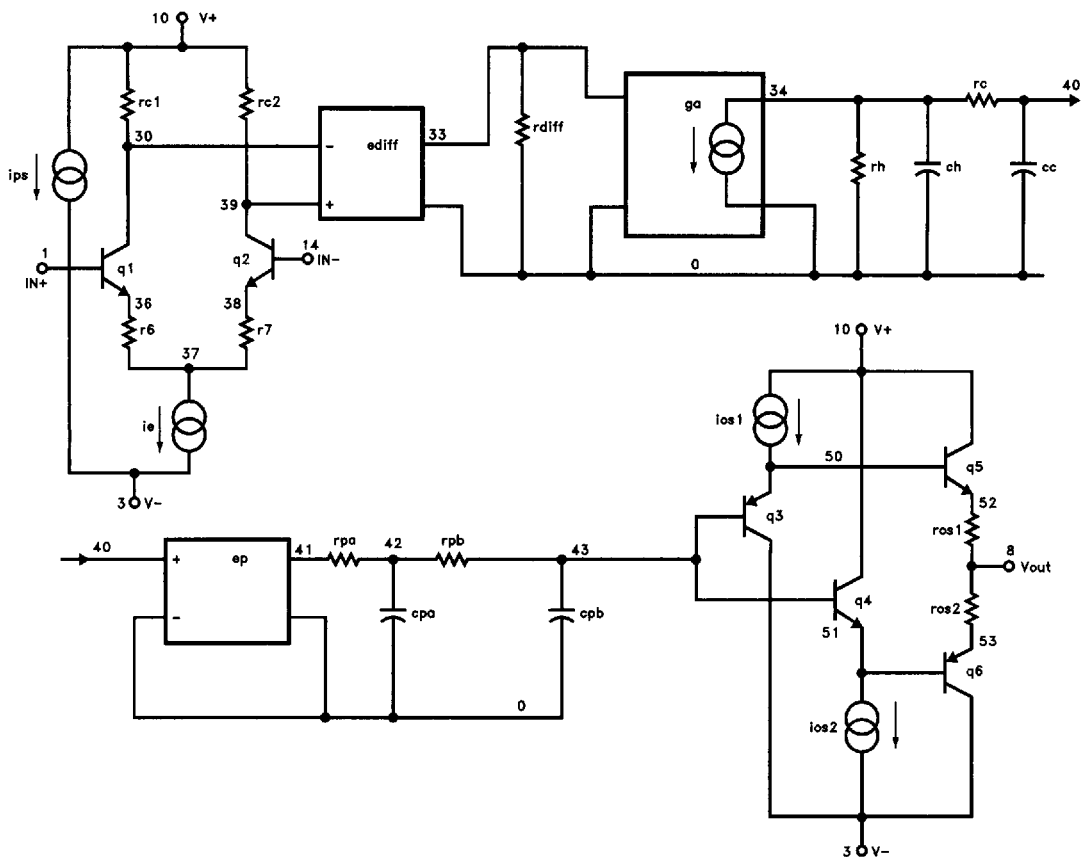 10 V+
rc1
rc2
30
ips
39
1
IN+
q1
q2
14
IN-
36
38
r6
r7
37
ie
3 V-
-
ediff
+
33
rdiff
ga
34
rc
40
rh
ch
cc
0
10 V+
ios1
50
q5
q3
52
ros1
8
Vout
q4
51
ros2
53
q6
ios2
3 V-
40
+
ep
-
41
rpa
42
rpb
43
cpa
cpb
0